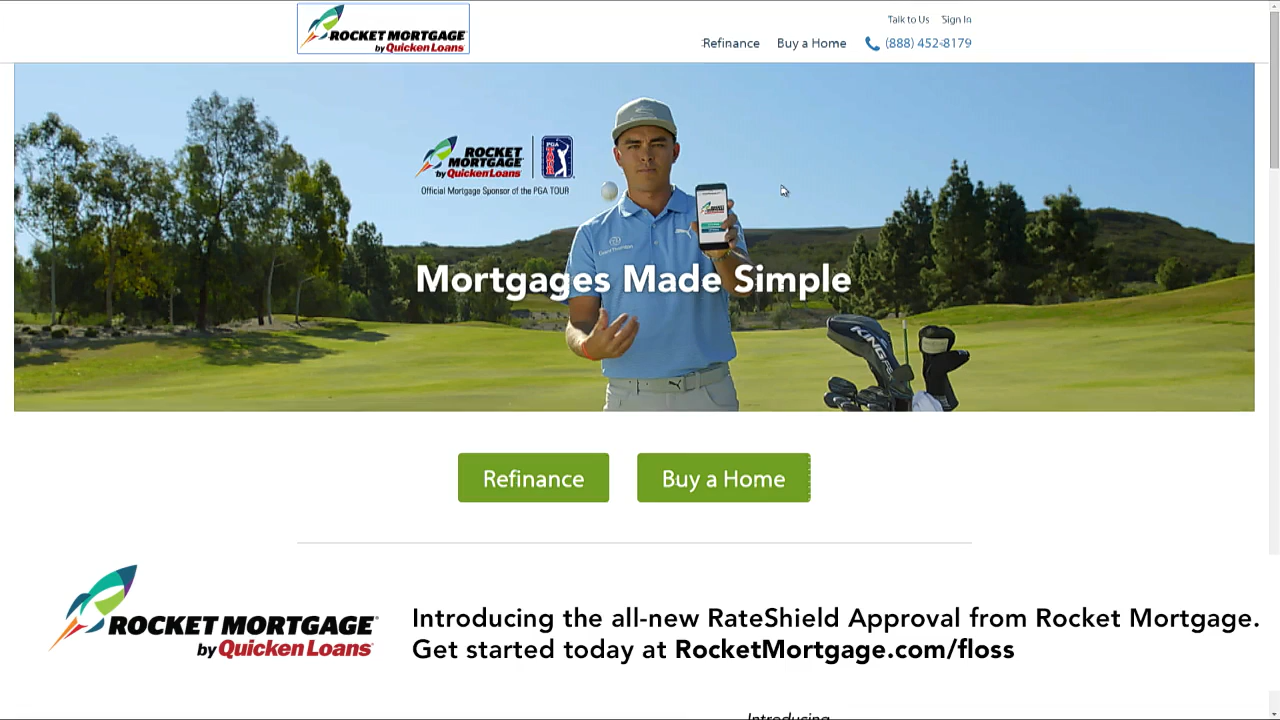 ROCKET MORTGAGE
by Quicken Loans
Talk to Us Sign In
Refinance Buy a Home (888) 452-8179
ROCKET
MORTGAGE
by Quicken Loans
PGA TOUR
Official Mortgage Sponsor of the PGA TOUR
Mortgages Made Simple
KING
Refinance Buy a Home
ROCKET MORTGAGE
by Quicken Loans
Introducing the all-new RateShield Approval from Rocket Mortgage.
Get started today at RocketMortgage.com/floss
Introducing